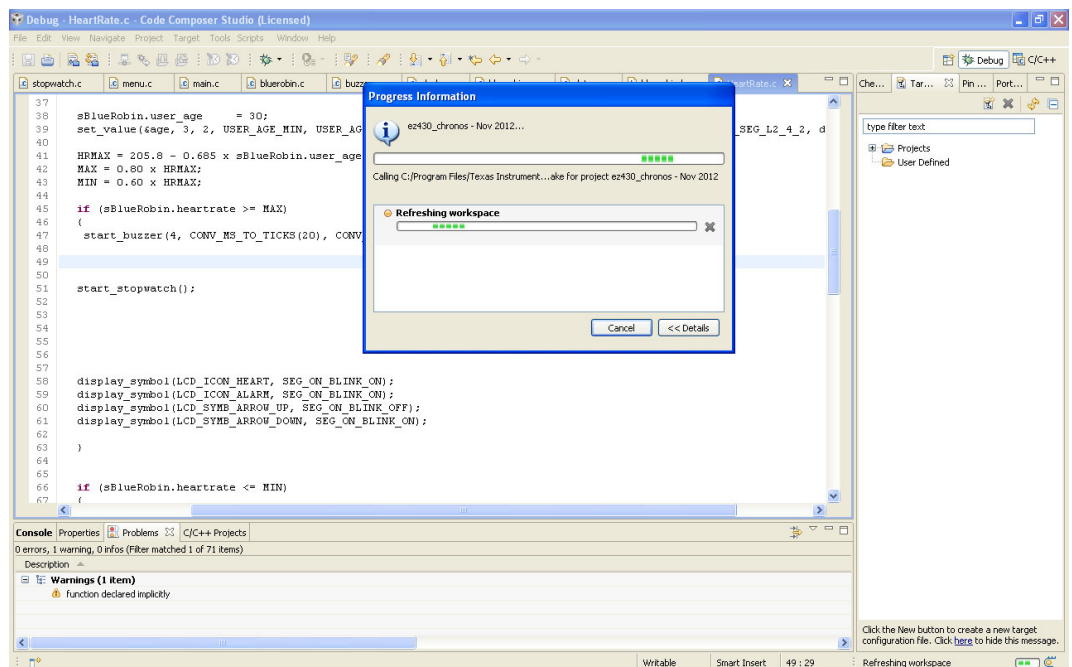 Debug - HeartRate.c - Code Composer Studio (Licensed)
File Edit View Navigate Project Target Tools Scripts Window Help
Debug C/C++
stopwatch.c menu.c main.c bluerobin.c buzz HeartRate.c Che... Tar... Pin ... Port...
37
38 sBlueRobin.user_age = 30;
39 set_value(&age, 3, 2, USER_AGE_MIN, USER_AG _SEG_L2_4_2, d
40
41 HRMAX = 205.8 - 0.685 x sBlueRobin.user_age
42 MAX = 0.80 x HRMAX;
43 MIN = 0.60 x HRMAX;
44
45 if (sBlueRobin.heartrate >= MAX)
46 {
47 start_buzzer(4, CONV_MS_TO_TICKS(20), CONV
48
49
50
51 start_stopwatch();
52
53
54
55
56
57
58 display_symbol(LCD_ICON_HEART, SEG_ON_BLINK_ON);
59 display_symbol(LCD_ICON_ALARM, SEG_ON_BLINK_ON);
60 display_symbol(LCD_SYMB_ARROW_UP, SEG_ON_BLINK_OFF);
61 display_symbol(LCD_SYMB_ARROW_DOWN, SEG_ON_BLINK_ON);
62
63 }
64
65
66 if (sBlueRobin.heartrate <= MIN)
67 {
Progress Information
ez430_chronos - Nov 2012...
Calling C:/Program Files/Texas Instrument...ake for project ez430_chronos - Nov 2012
Refreshing workspace
Cancel << Details
type filter text
Projects
User Defined
Console Properties Problems C/C++ Projects
0 errors, 1 warning, 0 infos (Filter matched 1 of 71 items)
Description
Warnings (1 item)
function declared implicitly
Click the New button to create a new target
configuration file. Click here to hide this message.
Writable Smart Insert 49 : 29 Refreshing workspace